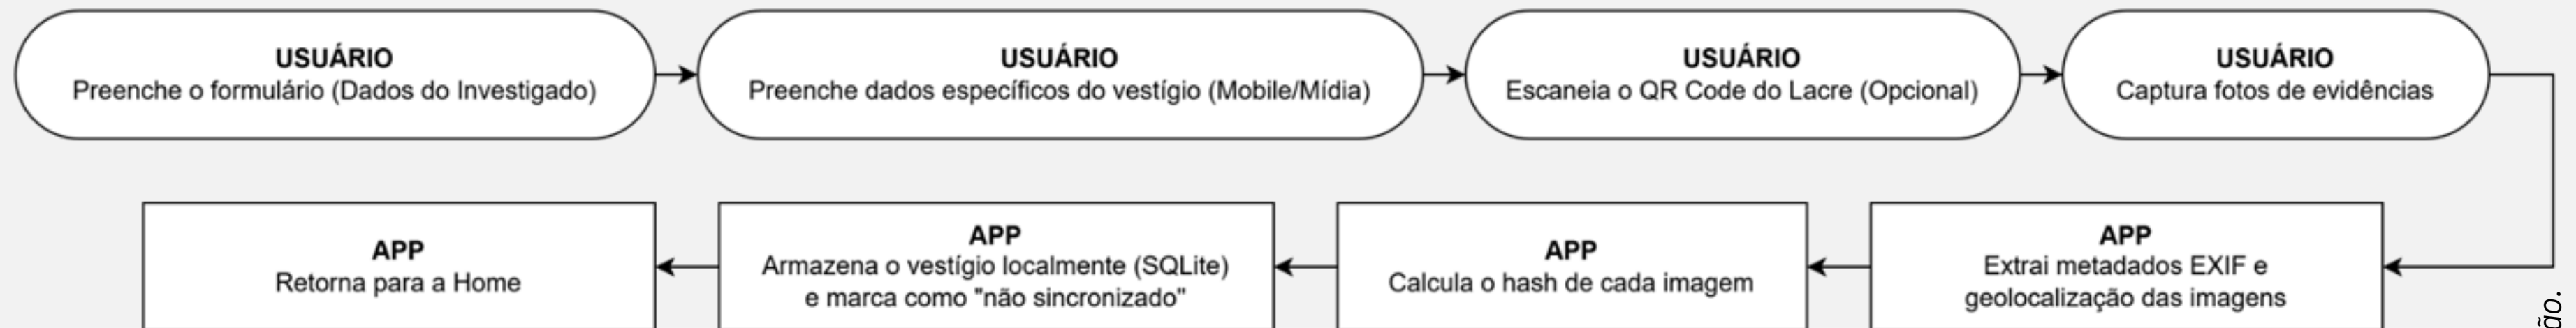 USUÁRIO
Preenche o formulário (Dados do Investigado)
USUÁRIO
Preenche dados específicos do vestígio (Mobile/Mídia)
USUÁRIO
Escaneia o QR Code do Lacre (Opcional)
USUÁRIO
Captura fotos de evidências
APP
Extrai metadados EXIF e
geolocalização das imagens
APP
Calcula o hash de cada imagem
APP
Armazena o vestígio localmente (SQLite)
e marca como "não sincronizado"
APP
Retorna para a Home